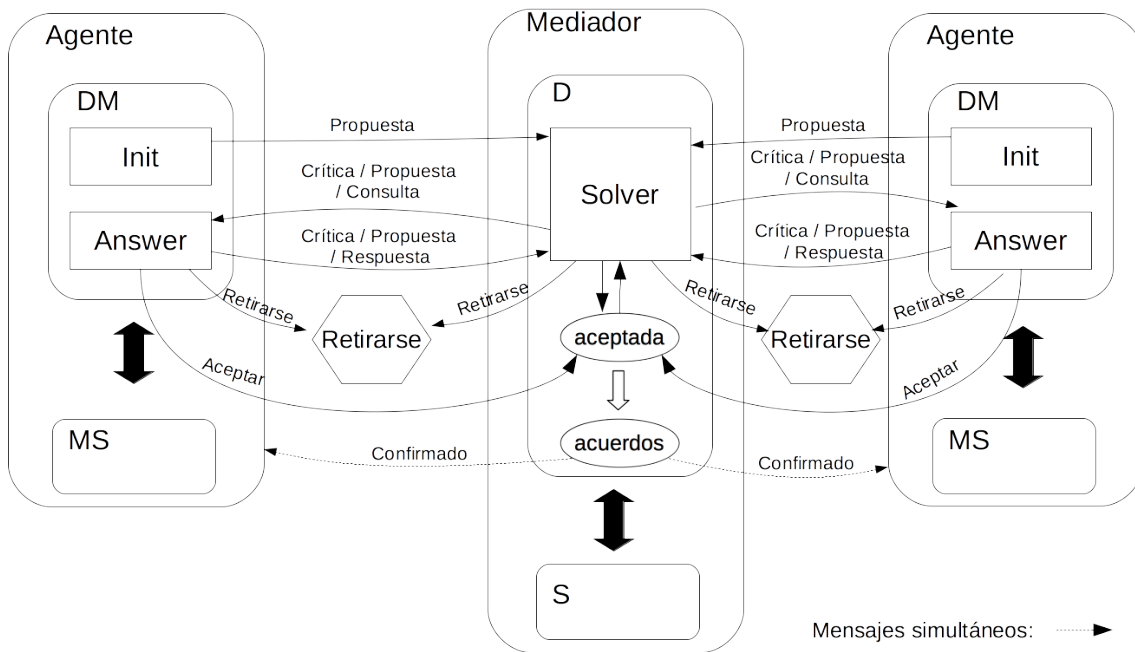 Agente
Mediador
Agente
DM
D
DM
Init
Propuesta
Solver
Propuesta
Init
Crítica / Propuesta
/ Consulta
Crítica / Propuesta
/ Consulta
Answer
Crítica / Propuesta
/ Respuesta
Crítica / Propuesta
/ Respuesta
Answer
Retirarse
Retirarse
Retirarse
Retirarse
Retirarse
aceptada
Retirarse
Aceptar
Aceptar
MS
acuerdos
MS
Confirmado
Confirmado
S
Mensajes simultáneos: